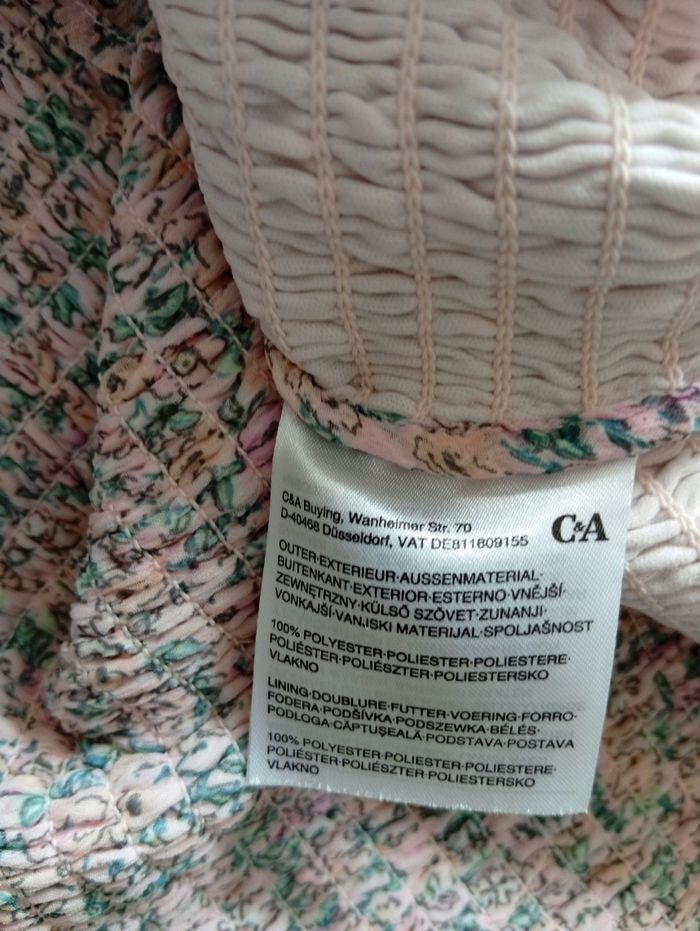 C&A Buying, Wanheimer Str. 70
D-40468 Düsseldorf, VAT DE811609155
C&A
OUTER·EXTERIEUR·AUSSENMATERIAL·
BUITENKANT·EXTERIOR·ESTERNO·VNĚJŠÍ·
ZEWNĘTRZNY·KÜLSŐ SZÖVET·ZUNANJI·
VONKAJŠÍ·VANJSKI MATERIJAL·SPOLJAŠNOST
100% POLYESTER·POLIESTER·POLIESTERE·
POLIÉSTER·POLIÉSZTER·POLIESTERSKO
VLAKNO
LINING·DOUBLURE·FUTTER·VOERING·FORRO·
FODERA·PODŠÍVKA·PODSZEWKA·BÉLÉS·
PODLOGA·CĂPTUŞEALĂ·PODSTAVA·POSTAVA
100% POLYESTER·POLIESTER·POLIESTERE·
POLIÉSTER·POLIÉSZTER·POLIESTERSKO
VLAKNO